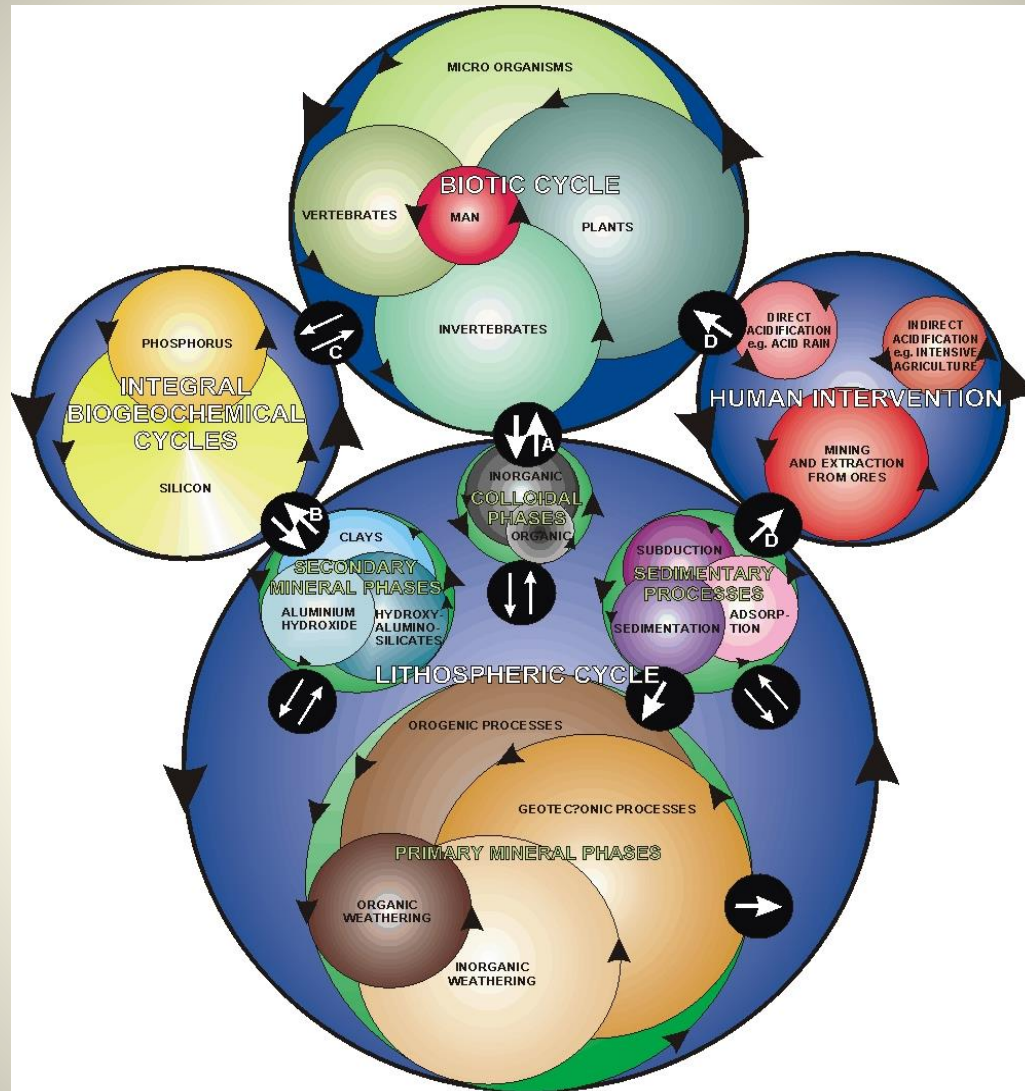 MICRO ORGANISMS
BIOTIC CYCLE
VERTEBRATES
MAN
PLANTS
INVERTEBRATES
C
D
PHOSPHORUS
INTEGRAL
BIOGEOCHEMICAL
CYCLES
SILICON
DIRECT
ACIDIFICATION
e.g. ACID RAIN
INDIRECT
ACIDIFICATION
e.g. INTENSIVE
AGRICULTURE
HUMAN INTERVENTION
MINING
AND EXTRACTION
FROM ORES
A
INORGANIC
COLLOIDAL
PHASES
ORGANIC
B
D
CLAYS
SECONDARY
MINERAL PHASES
ALUMINIUM
HYDROXIDE
HYDROXY-
ALUMINO-
SILICATES
SUBDUCTION
SEDIMENTARY
PROCESSES
SEDIMENTATION
ADSORP-
TION
LITHOSPHERIC CYCLE
OROGENIC PROCESSES
GEOTEC?ONIC PROCESSES
PRIMARY MINERAL PHASES
ORGANIC
WEATHERING
INORGANIC
WEATHERING